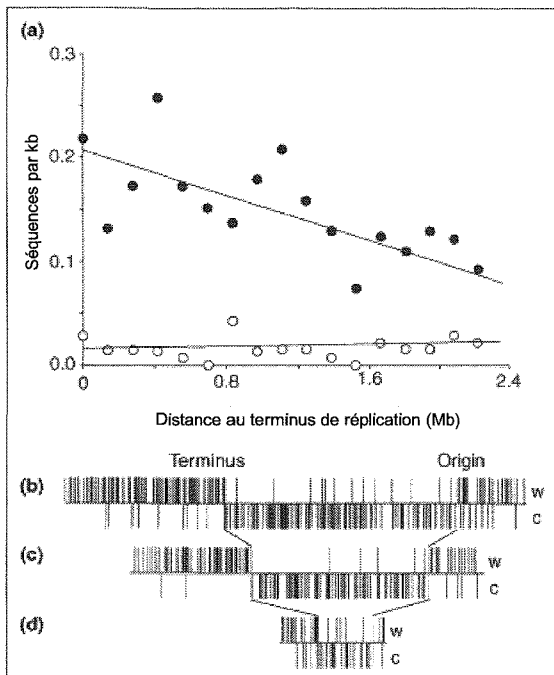 (a)
0.3
0.2
0.1
0.0
Séquences par kb
0
0.8
1.6
2.4
Distance au terminus de réplication (Mb)
Terminus
Origin
(b)
w
c
(c)
w
c
(d)
w
c